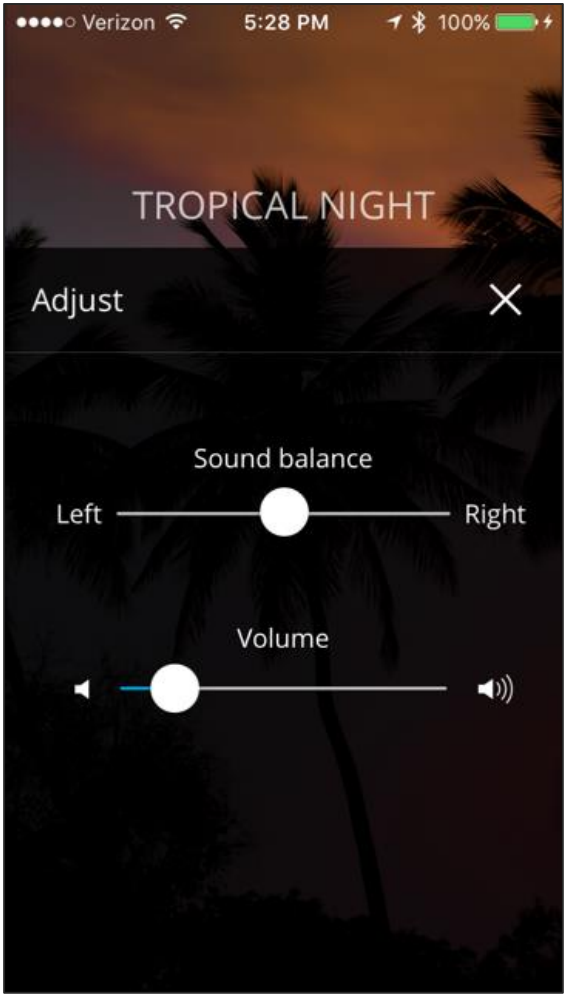 Verizon 5:28 PM 100%
TROPICAL NIGHT
Adjust
Sound balance
Left Right
Volume